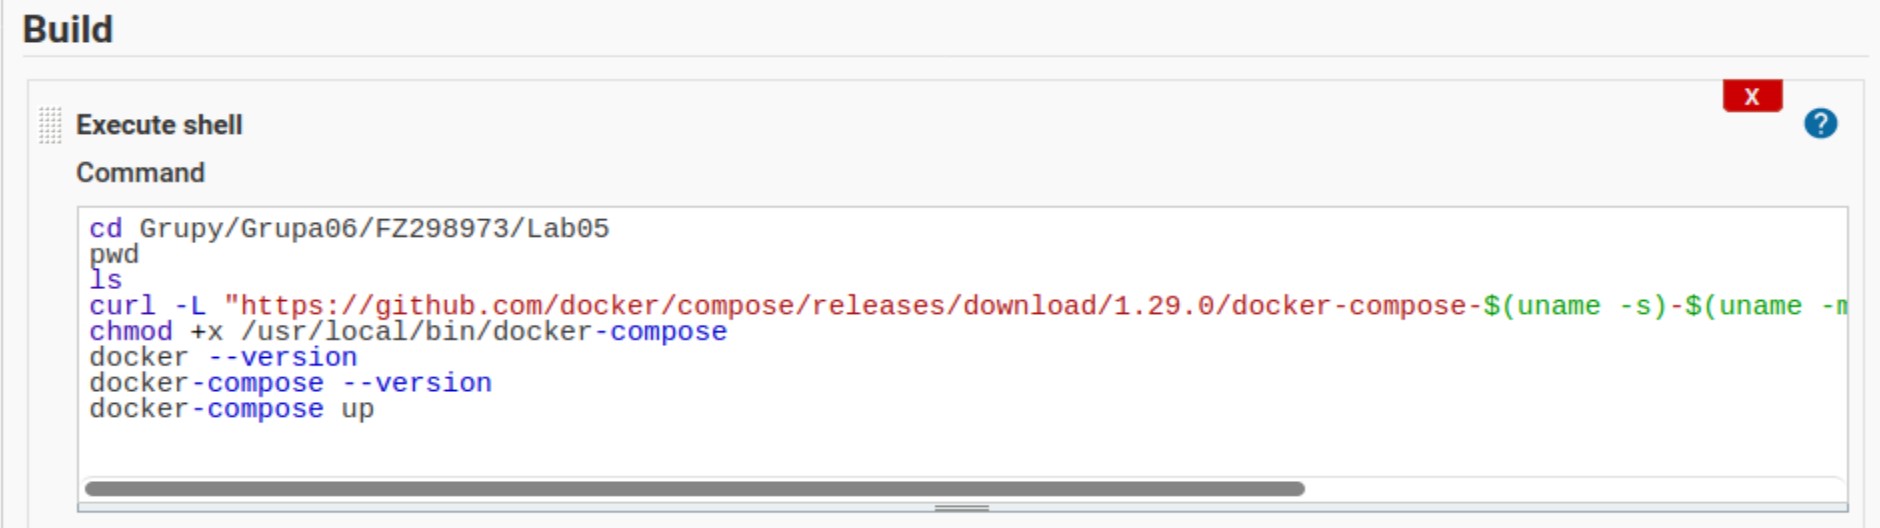 Build
X
Execute shell
?
Command
cd Grupy/Grupa06/FZ298973/Lab05
pwd
ls
curl -L "https://github.com/docker/compose/releases/download/1.29.0/docker-compose-$(uname -s)-$(uname -m
chmod +x /usr/local/bin/docker-compose
docker --version
docker-compose --version
docker-compose up